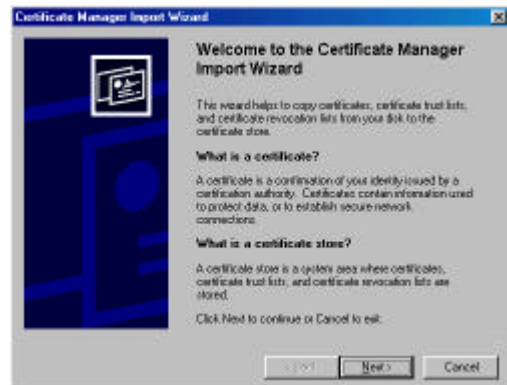 Certificate Manager Import Wizard
Welcome to the Certificate Manager
Import Wizard
This wizard helps to copy certificates, certificate trust lists,
and certificate revocation lists from your disk to the
certificate store.
What is a certificate?
A certificate is a confirmation of your identity issued by a
certification authority. Certificates contain information used
to protect data, or to establish secure network
connections.
What is a certificate store?
A certificate store is a system area where certificates,
certificate trust lists, and certificate revocation lists are
stored.
Click Next to continue or Cancel to exit.
Next >
Cancel